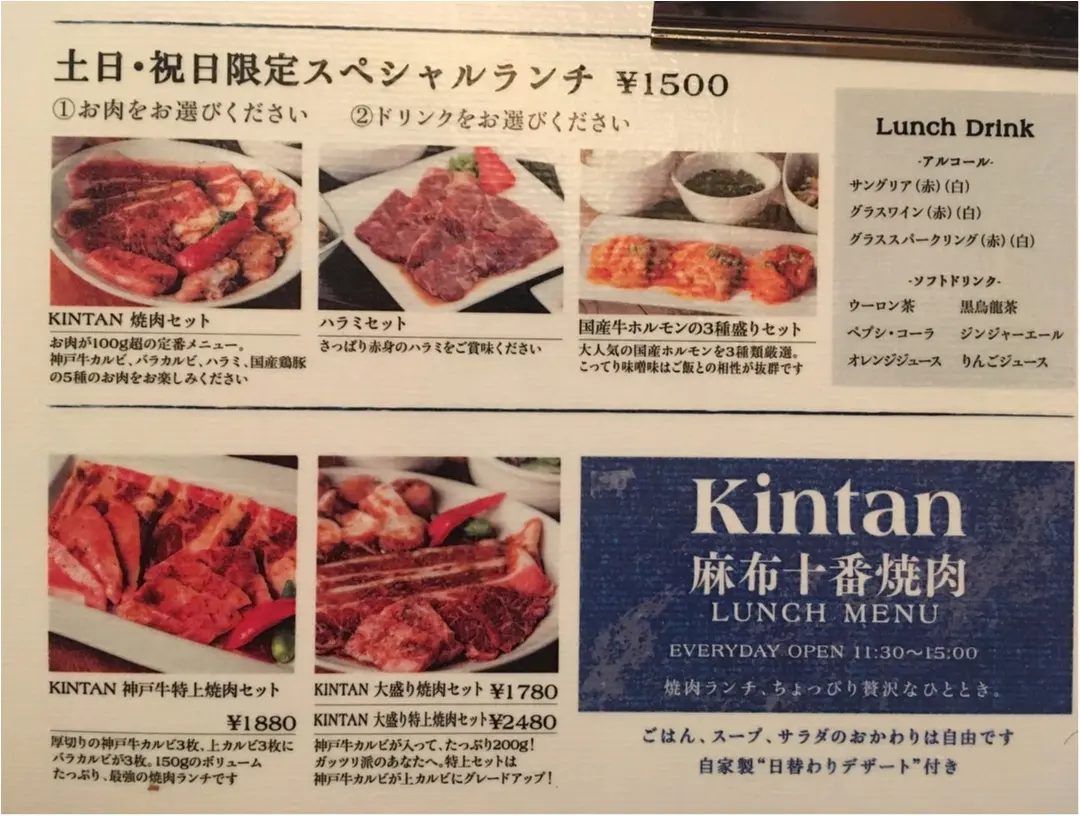 土日・祝日限定スペシャルランチ ¥1500
①お肉をお選びください ②ドリンクをお選びください
KINTAN 焼肉セット
お肉が100g超の定番メニュー。
神戸牛カルビ、バラカルビ、ハラミ、国産鶏豚
の5種のお肉をお楽しみください
ハラミセット
さっぱり赤身のハラミをご賞味ください
国産牛ホルモンの3種盛りセット
大人気の国産ホルモンを3種類厳選。
こってり味噌味はご飯との相性が抜群です
Lunch Drink
・アルコール・
サングリア(赤)(白)
グラスワイン(赤)(白)
グラススパークリング(赤)(白)
・ソフトドリンク・
ウーロン茶 黒烏龍茶
ペプシ・コーラ ジンジャーエール
オレンジジュース りんごジュース
KINTAN 神戸牛特上焼肉セット
¥1880
厚切りの神戸牛カルビ3枚、上カルビ3枚に
バラカルビが3枚。150gのボリューム
たっぷり、最強の焼肉ランチです
KINTAN 大盛り焼肉セット ¥1780
KINTAN 大盛り特上焼肉セット ¥2480
神戸牛カルビが入って、たっぷり200g!
ガッツリ派のあなたへ。特上セットは
神戸牛カルビが上カルビにグレードアップ!
Kintan
麻布十番焼肉
LUNCH MENU
EVERYDAY OPEN 11:30〜15:00
焼肉ランチ、ちょっぴり贅沢なひととき。
ごはん、スープ、サラダのおかわりは自由です
自家製“日替わりデザート”付き